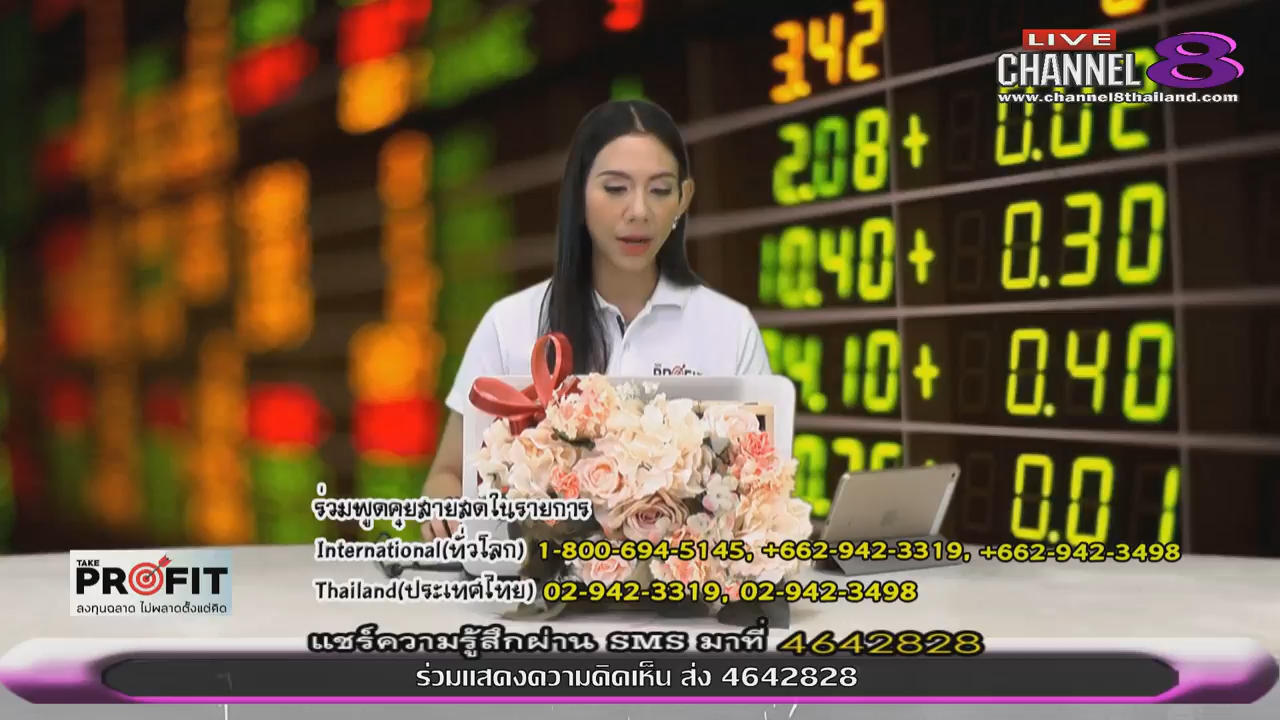 LIVE
CHANNEL 8
www.channel8thailand.com
3.42
2.08 + 0.02
10.40 + 0.30
4.10 + 0.40
0.01
PROFIT
ร่วมพูดคุยสายสดในรายการ
International(ทั่วโลก) 1-800-694-5145, +662-942-3319, +662-942-3498
Thailand(ประเทศไทย) 02-942-3319, 02-942-3498
TAKE
PROFIT
ลงทุนฉลาด ไม่พลาดตั้งแต่คิด
แชร์ความรู้สึกผ่าน SMS มาที่ 4642828
ร่วมแสดงความคิดเห็น ส่ง 4642828